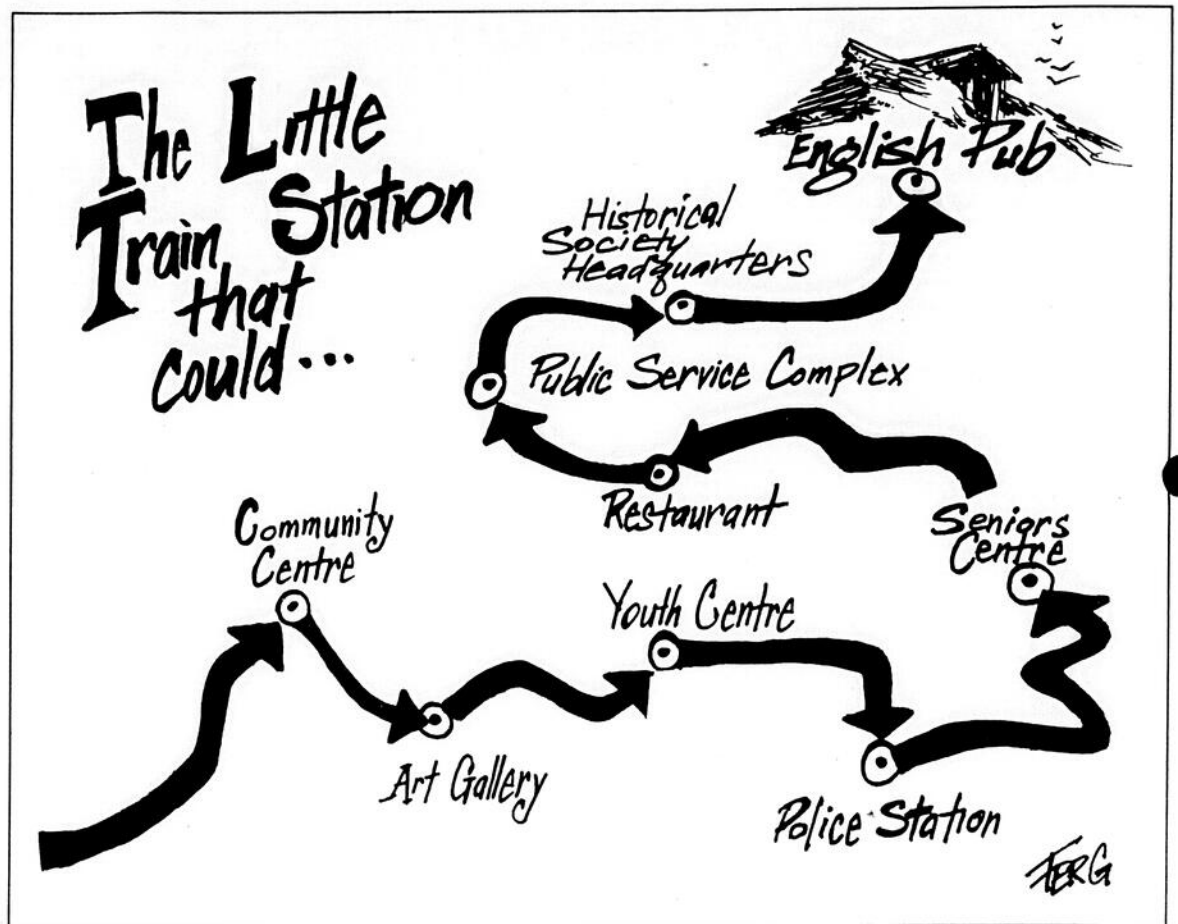 The Little
Train Station
that
could...
English Pub
Historical
Society
Headquarters
Public Service Complex
Restaurant
Seniors
Centre
Community
Centre
Youth Centre
Art Gallery
Police Station
FERG